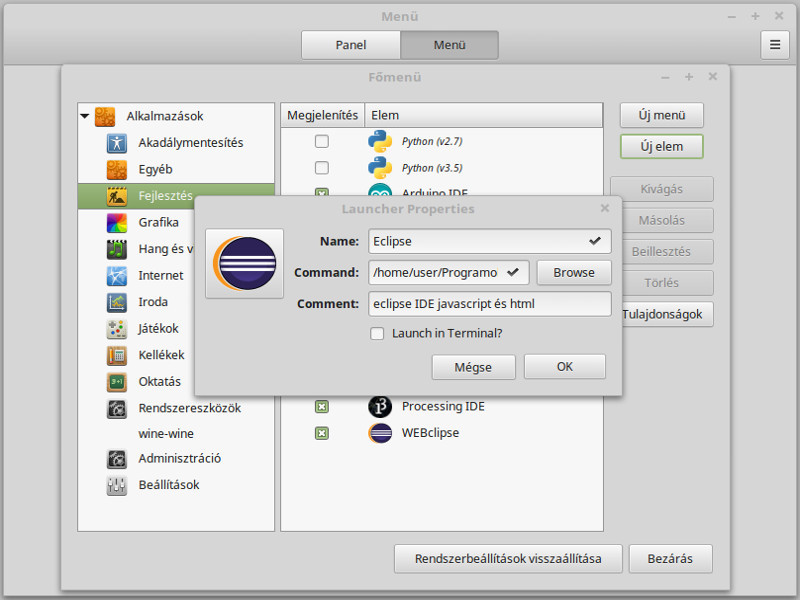 Menü
Panel
Menü
Főmenü
Alkalmazások
Akadálymentesítés
Egyéb
Fejlesztés
Grafika
Hang és v
Internet
Iroda
Játékok
Kellékek
Oktatás
Rendszereszközök
wine-wine
Adminisztráció
Beállítások
Megjelenítés Elem
Python (v2.7)
Python (v3.5)
Arduino IDE
Processing IDE
WEBclipse
Új menü
Új elem
Kivágás
Másolás
Beillesztés
Törlés
Tulajdonságok
Launcher Properties
Name: Eclipse
Command: /home/user/Programo Browse
Comment: eclipse IDE javascript és html
Launch in Terminal?
Mégse OK
Rendszerbeállítások visszaállítása Bezárás